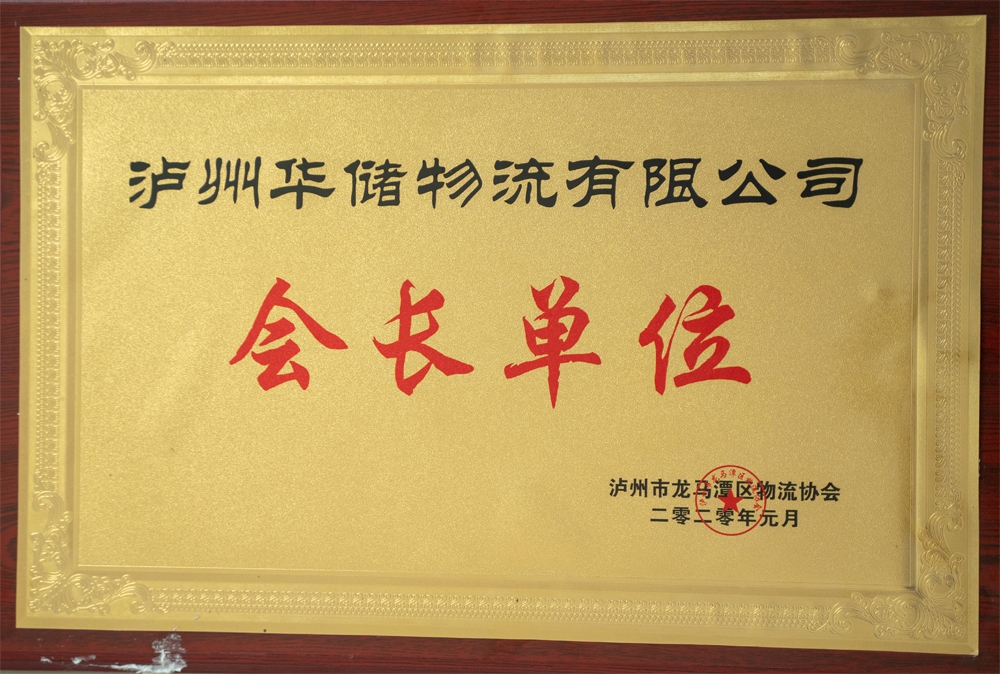 泸州华储物流有限公司
会长单位
泸州市龙马潭区物流协会
二零二零年元月